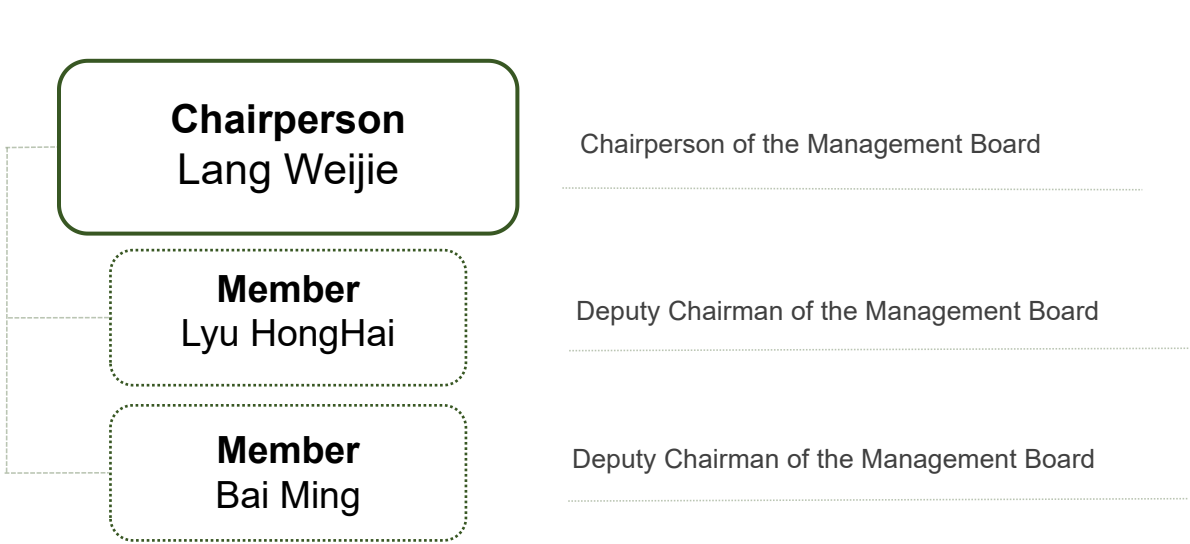 Chairperson
Lang Weijie
Chairperson of the Management Board
Member
Lyu HongHai
Deputy Chairman of the Management Board
Member
Bai Ming
Deputy Chairman of the Management Board